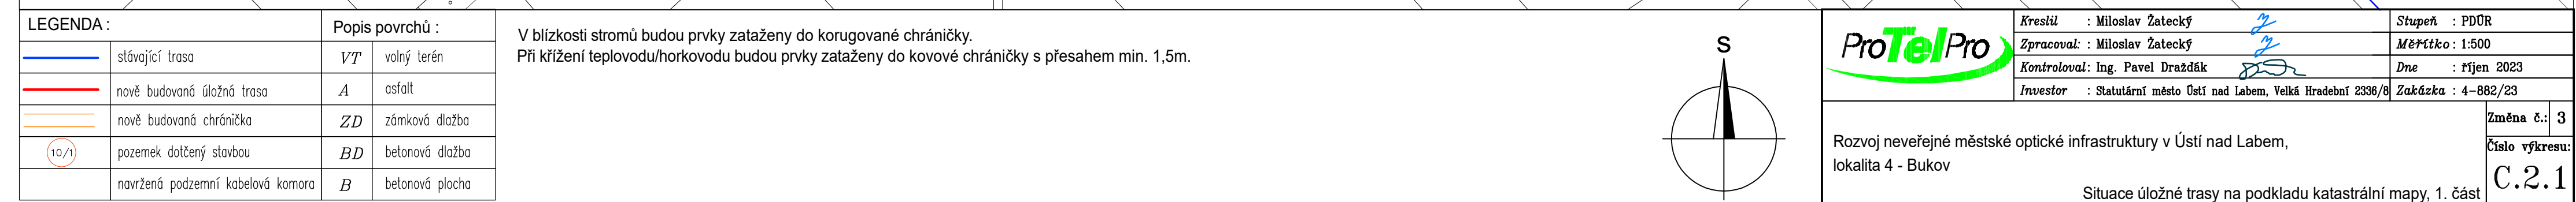 LEGENDA :
stávající trasa
nově budovaná úložná trasa
nově budovaná chránička
10/1 pozemek dotčený stavbou
navržená podzemní kabelová komora
Popis povrchů :
VT volný terén
A asfalt
ZD zámková dlažba
BD betonová dlažba
B betonová plocha
V blízkosti stromů budou prvky zataženy do korugované chráničky.
Při křížení teplovodu/horkovodu budou prvky zataženy do kovové chráničky s přesahem min. 1,5m.
S
ProTelPro
Kreslil : Miloslav Žatecký
Zpracoval: : Miloslav Žatecký
Kontroloval: Ing. Pavel Dražďák
Investor : Statutární město Ústí nad Labem, Velká Hradební 2336/8
Stupeň : PDÚR
Měřítko : 1:500
Dne : říjen 2023
Zakázka : 4-882/23
Rozvoj neveřejné městské optické infrastruktury v Ústí nad Labem,
lokalita 4 - Bukov
Situace úložné trasy na podkladu katastrální mapy, 1. část
Změna č.: 3
Číslo výkresu:
C.2.1